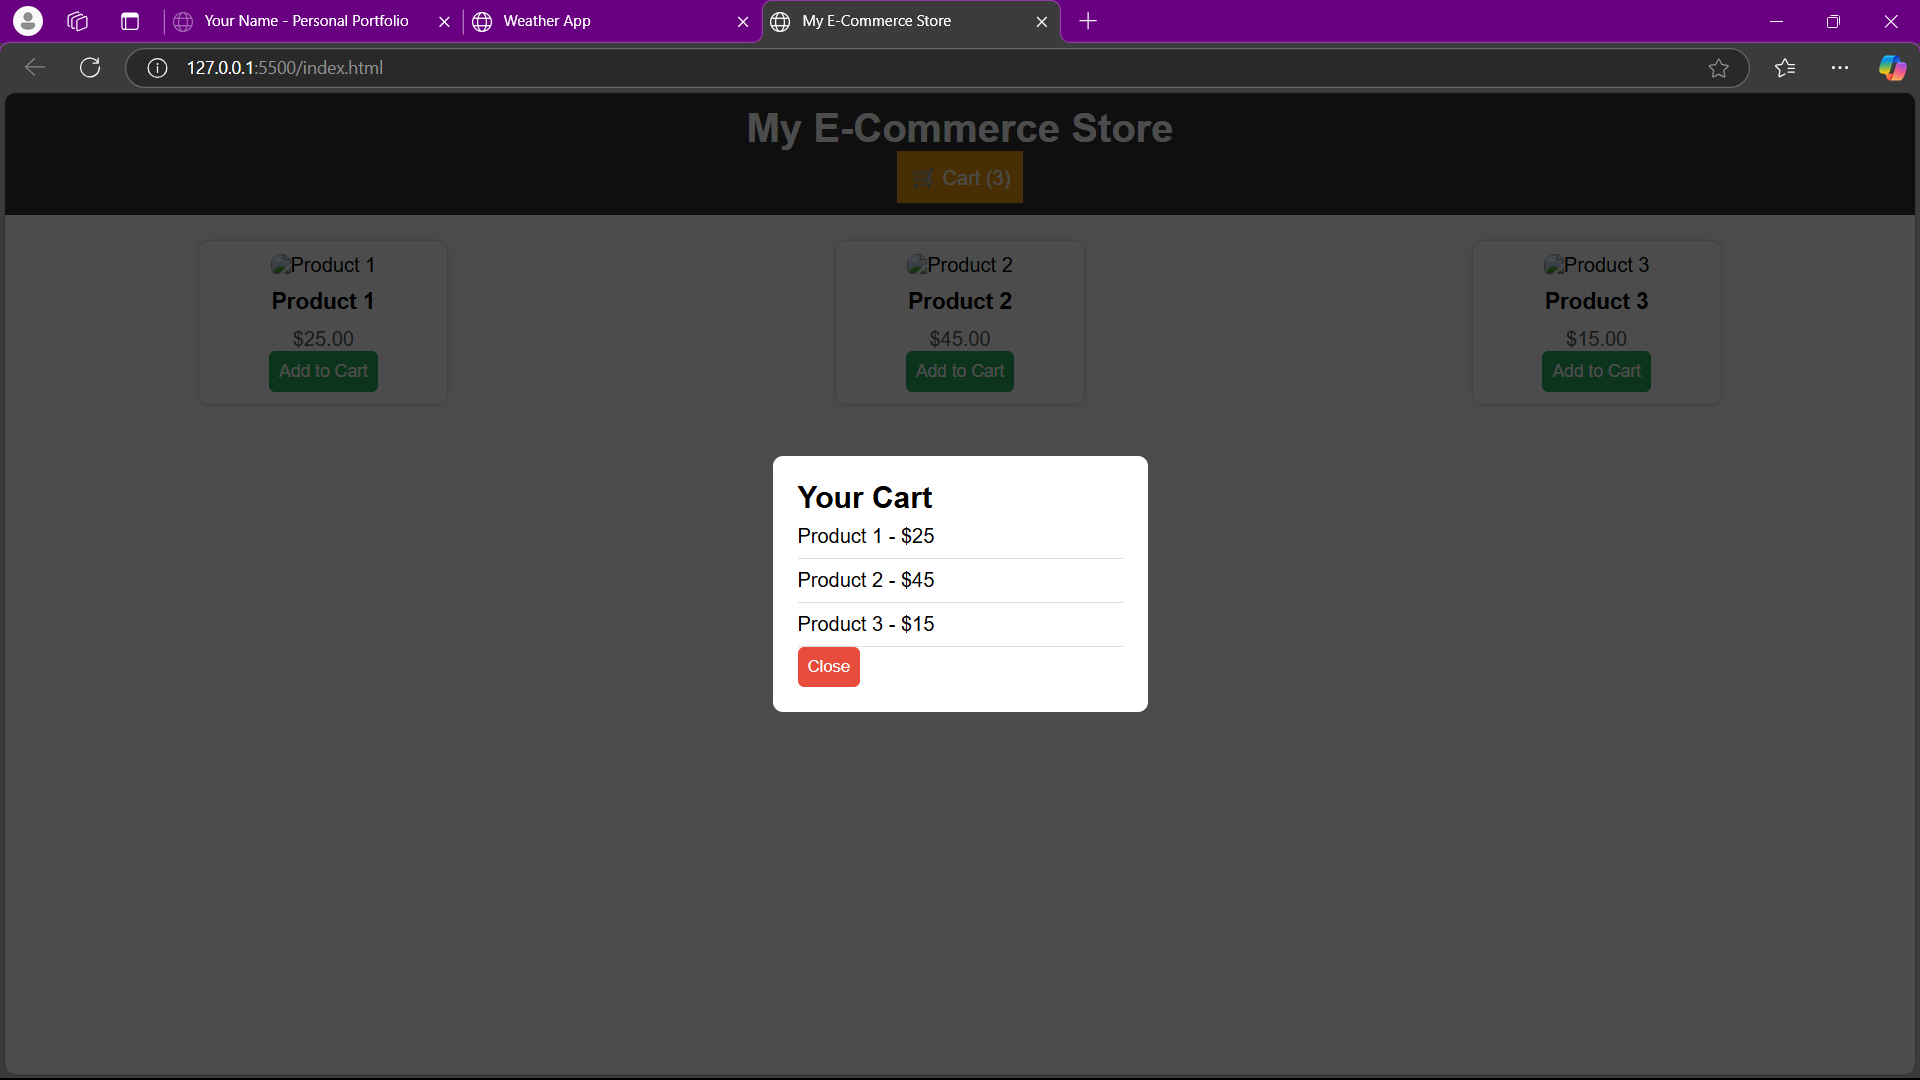 Your Name - Personal Portfolio
Weather App
My E-Commerce Store
127.0.0.1:5500/index.html
My E-Commerce Store
🛒 Cart (3)
Product 1
Product 2
Product 3
Product 1
Product 2
Product 3
$25.00
$45.00
$15.00
Add to Cart
Add to Cart
Add to Cart
Your Cart
Product 1 - $25
Product 2 - $45
Product 3 - $15
Close